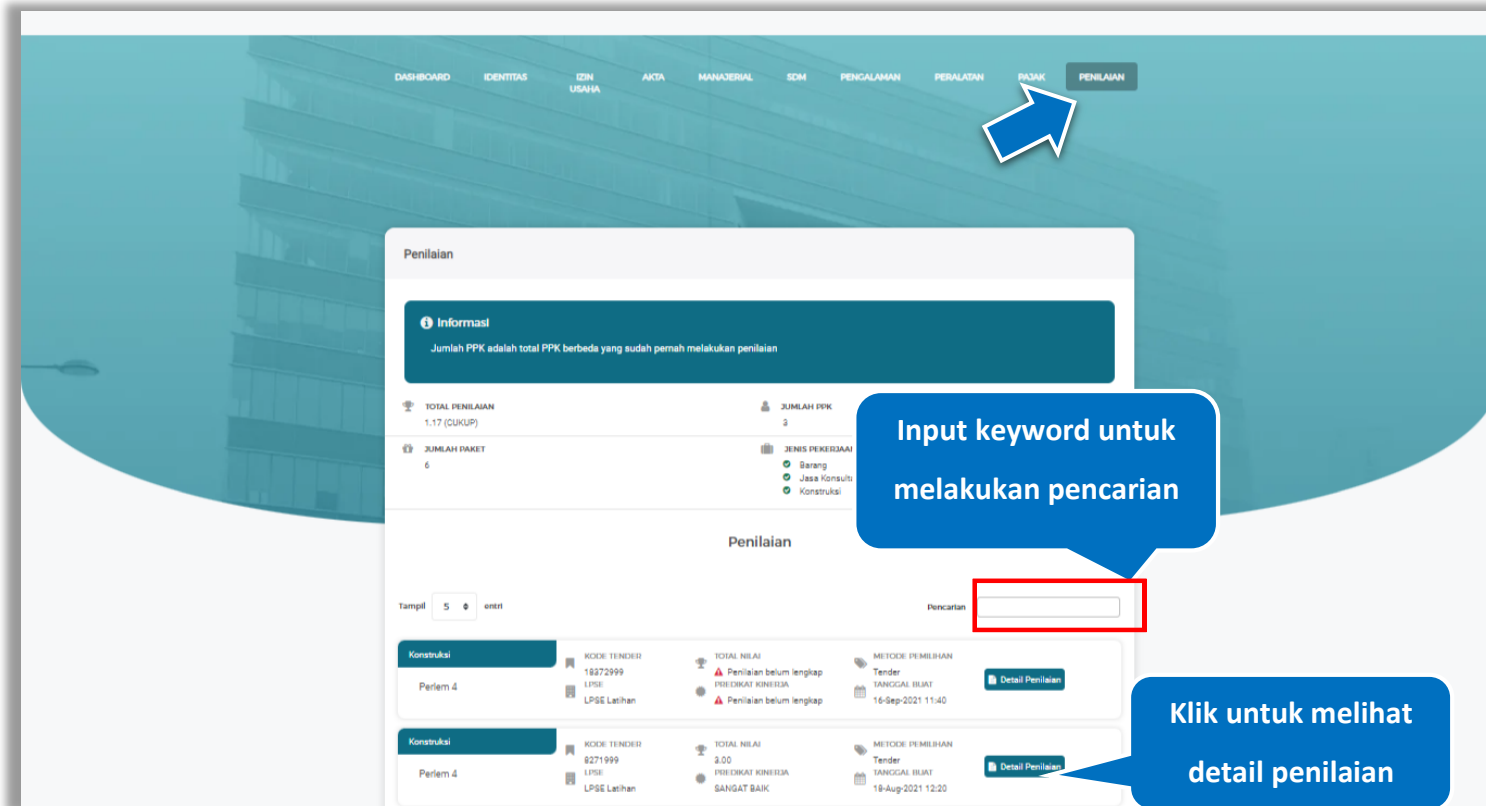 DASHBOARD IDENTITAS IZIN USAHA AKTA MANAJERIAL SDM PENGALAMAN PERALATAN PAJAK PENILAIAN
Penilaian
Informasi
Jumlah PPK adalah total PPK berbeda yang sudah pernah melakukan penilaian
TOTAL PENILAIAN
1.17 (CUKUP)
JUMLAH PPK
3
JUMLAH PAKET
6
JENIS PEKERJAA
Barang
Jasa Konsult
Konstruksi
Input keyword untuk
melakukan pencarian
Penilaian
Tampil 5 entri
Pencarian
Konstruksi
Perlem 4
KODE TENDER
18372999
LPSE
LPSE Latihan
TOTAL NILAI
Penilaian belum lengkap
PREDIKAT KINERJA
Penilaian belum lengkap
METODE PEMILIHAN
Tender
TANGGAL BUAT
16-Sep-2021 11:40
Detail Penilaian
Konstruksi
Perlem 4
KODE TENDER
8271999
LPSE
LPSE Latihan
TOTAL NILAI
3.00
PREDIKAT KINERJA
SANGAT BAIK
METODE PEMILIHAN
Tender
TANGGAL BUAT
18-Aug-2021 12:20
Detail Penilaian
Klik untuk melihat
detail penilaian